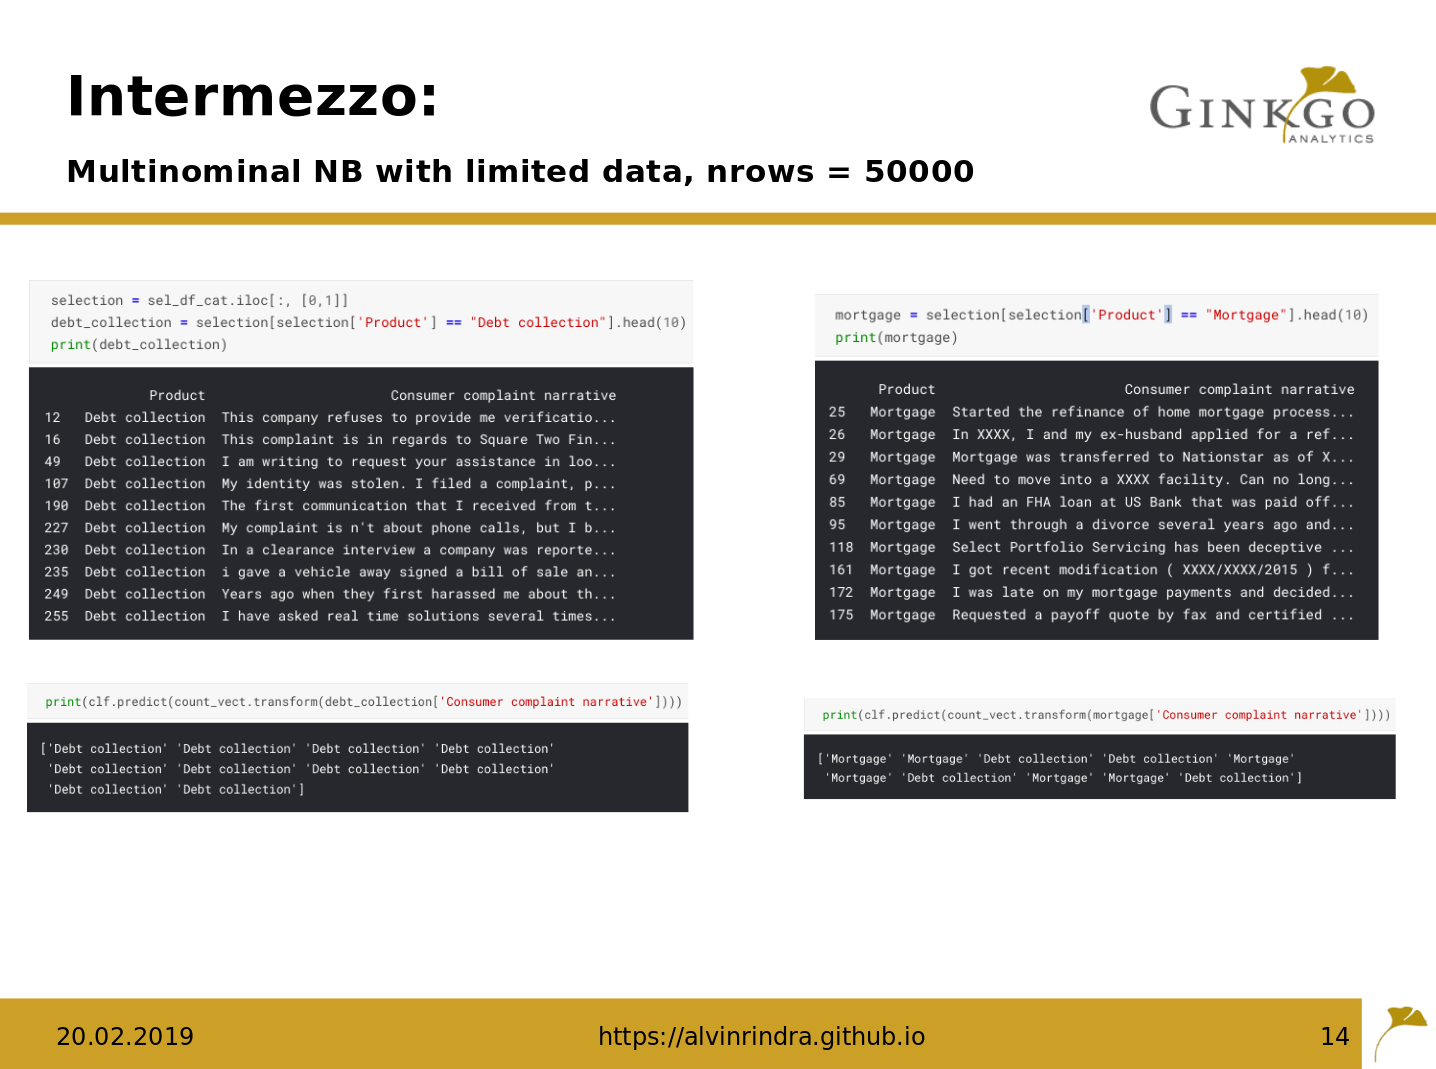 Intermezzo:
GINKGO
ANALYTICS
Multinominal NB with limited data, nrows = 50000
selection = sel_df_cat.iloc[:, [0,1]]
debt_collection = selection[selection['Product'] == "Debt collection"].head(10)
print(debt_collection)
Product Consumer complaint narrative
12 Debt collection This company refuses to provide me verificatio...
16 Debt collection This complaint is in regards to Square Two Fin...
49 Debt collection I am writing to request your assistance in loo...
107 Debt collection My identity was stolen. I filed a complaint, p...
190 Debt collection The first communication that I received from t...
227 Debt collection My complaint is n't about phone calls, but I b...
230 Debt collection In a clearance interview a company was reporte...
235 Debt collection i gave a vehicle away signed a bill of sale an...
249 Debt collection Years ago when they first harassed me about th...
255 Debt collection I have asked real time solutions several times...
print(clf.predict(count_vect.transform(debt_collection['Consumer complaint narrative'])))
['Debt collection' 'Debt collection' 'Debt collection' 'Debt collection'
'Debt collection' 'Debt collection' 'Debt collection' 'Debt collection'
'Debt collection' 'Debt collection']
mortgage = selection[selection['Product'] == "Mortgage"].head(10)
print(mortgage)
Product Consumer complaint narrative
25 Mortgage Started the refinance of home mortgage process...
26 Mortgage In XXXX, I and my ex-husband applied for a ref...
29 Mortgage Mortgage was transferred to Nationstar as of X...
69 Mortgage Need to move into a XXXX facility. Can no long...
85 Mortgage I had an FHA loan at US Bank that was paid off...
95 Mortgage I went through a divorce several years ago and...
118 Mortgage Select Portfolio Servicing has been deceptive ...
161 Mortgage I got recent modification ( XXXX/XXXX/2015 ) f...
172 Mortgage I was late on my mortgage payments and decided...
175 Mortgage Requested a payoff quote by fax and certified ...
print(clf.predict(count_vect.transform(mortgage['Consumer complaint narrative'])))
['Mortgage' 'Mortgage' 'Debt collection' 'Debt collection' 'Mortgage'
'Mortgage' 'Debt collection' 'Mortgage' 'Mortgage' 'Debt collection']
20.02.2019
https://alvinrindra.github.io
14